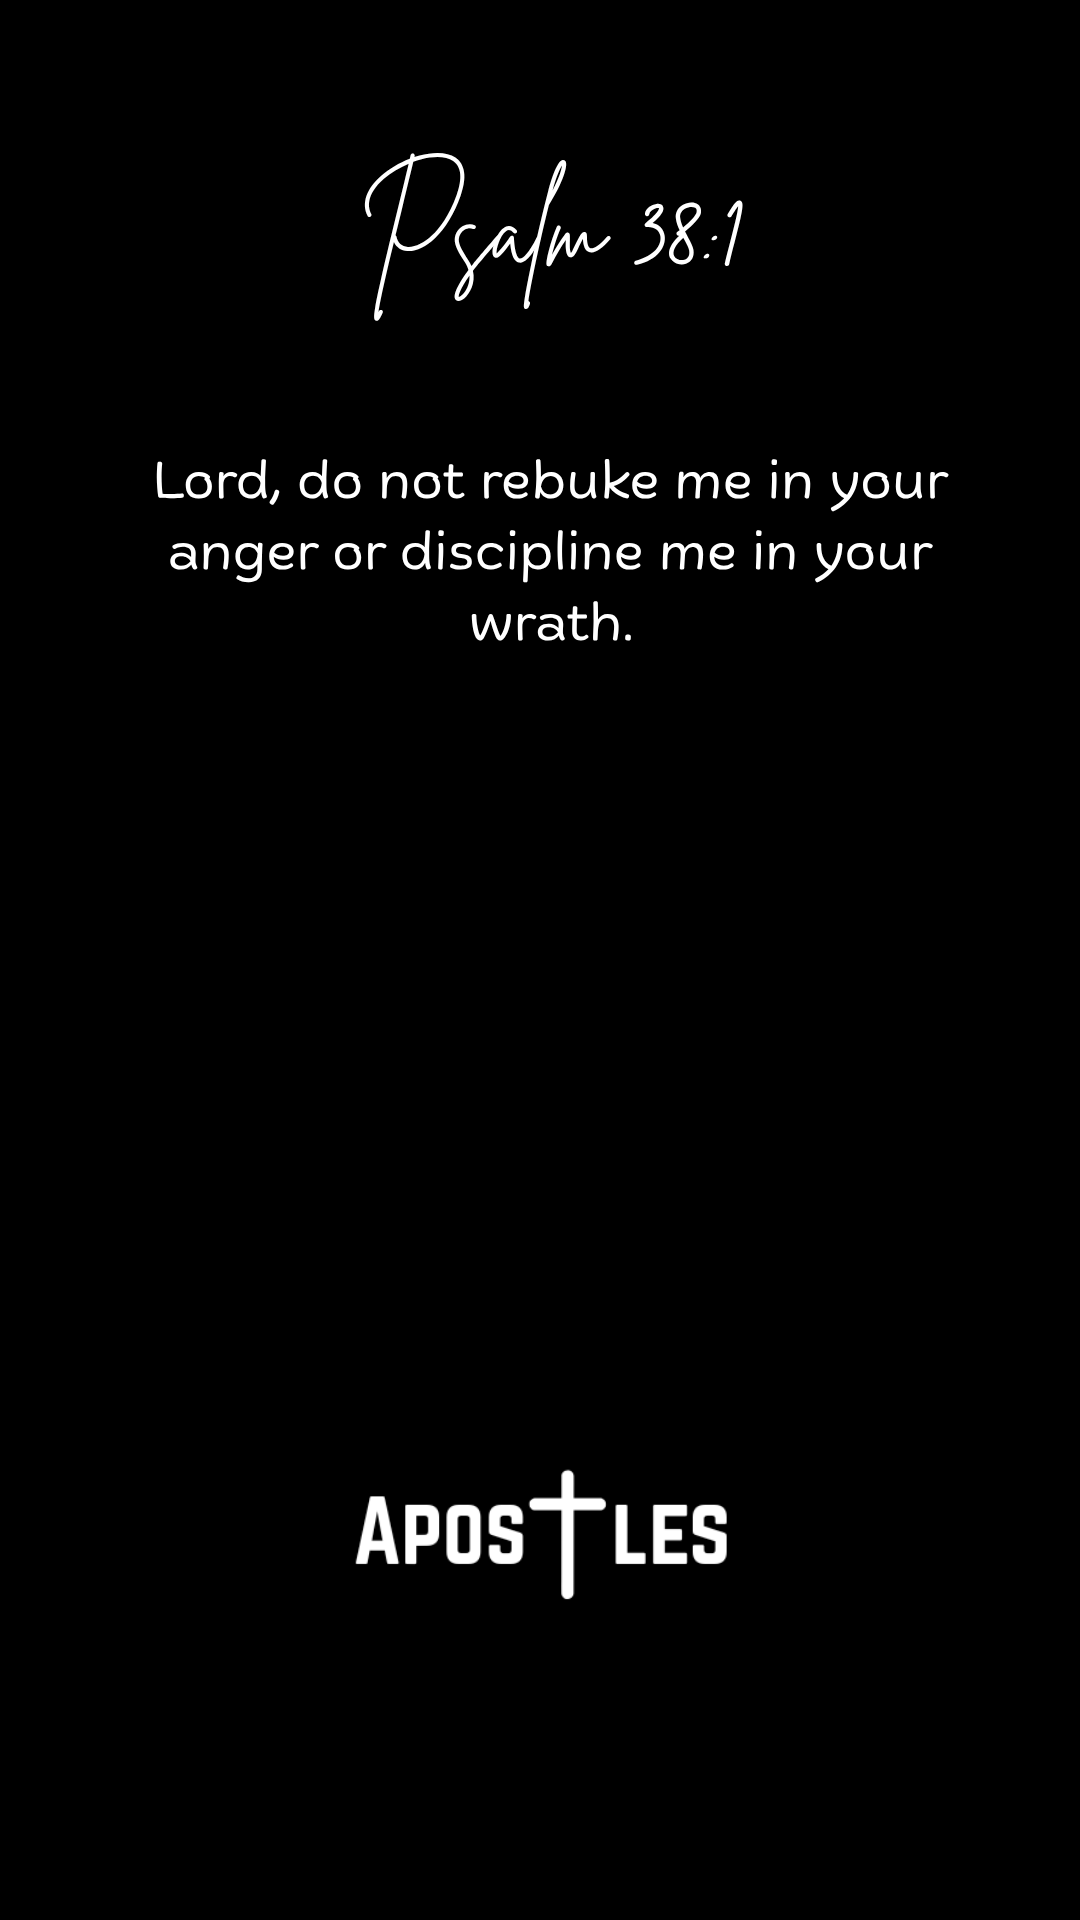 Psalm 38:1
Lord, do not rebuke me in your
anger or discipline me in your
wrath.
APOSTLES